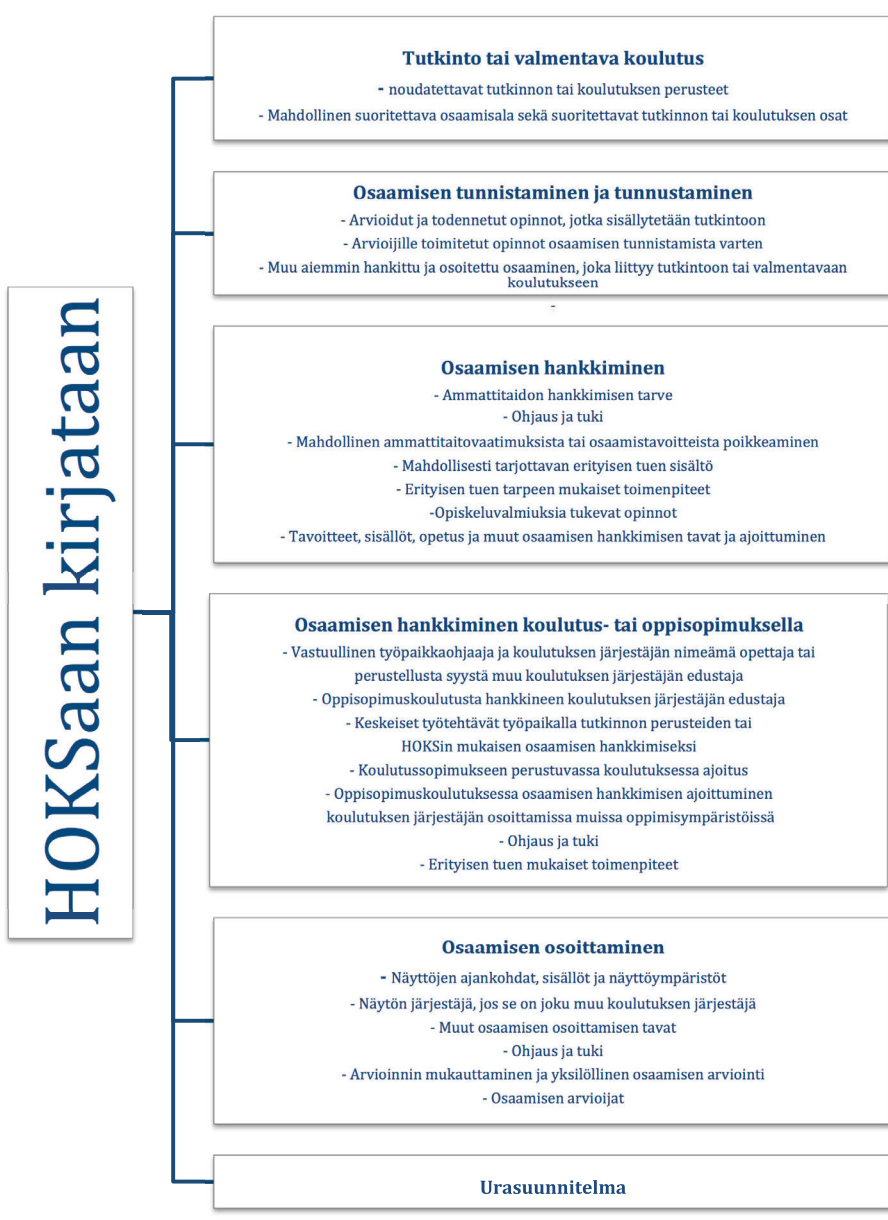 HOKSaan kirjataan
Tutkinto tai valmentava koulutus
- noudatettavat tutkinnon tai koulutuksen perusteet
- Mahdollinen suoritettava osaamisala sekä suoritettavat tutkinnon tai koulutuksen osat
Osaamisen tunnistaminen ja tunnustaminen
- Arvioidut ja todennetut opinnot, jotka sisällytetään tutkintoon
- Arvioijille toimitetut opinnot osaamisen tunnistamista varten
- Muu aiemmin hankittu ja osoitettu osaaminen, joka liittyy tutkintoon tai valmentavaan
koulutukseen
-
Osaamisen hankkiminen
- Ammattitaidon hankkimisen tarve
- Ohjaus ja tuki
- Mahdollinen ammattitaitovaatimuksista tai osaamistavoitteista poikkeaminen
- Mahdollisesti tarjottavan erityisen tuen sisältö
- Erityisen tuen tarpeen mukaiset toimenpiteet
-Opiskeluvalmiuksia tukevat opinnot
- Tavoitteet, sisällöt, opetus ja muut osaamisen hankkimisen tavat ja ajoittuminen
Osaamisen hankkiminen koulutus- tai oppisopimuksella
- Vastuullinen työpaikkaohjaaja ja koulutuksen järjestäjän nimeämä opettaja tai
perustellusta syystä muu koulutuksen järjestäjän edustaja
- Oppisopimuskoulutusta hankkineen koulutuksen järjestäjän edustaja
- Keskeiset työtehtävät työpaikalla tutkinnon perusteiden tai
HOKSin mukaisen osaamisen hankkimiseksi
- Koulutussopimukseen perustuvassa koulutuksessa ajoitus
- Oppisopimuskoulutuksessa osaamisen hankkimisen ajoittuminen
koulutuksen järjestäjän osoittamissa muissa oppimisympäristöissä
- Ohjaus ja tuki
- Erityisen tuen mukaiset toimenpiteet
Osaamisen osoittaminen
- Näyttöjen ajankohdat, sisällöt ja näyttöympäristöt
- Näytön järjestäjä, jos se on joku muu koulutuksen järjestäjä
- Muut osaamisen osoittamisen tavat
- Ohjaus ja tuki
- Arvioinnin mukauttaminen ja yksilöllinen osaamisen arviointi
- Osaamisen arvioijat
Urasuunnitelma